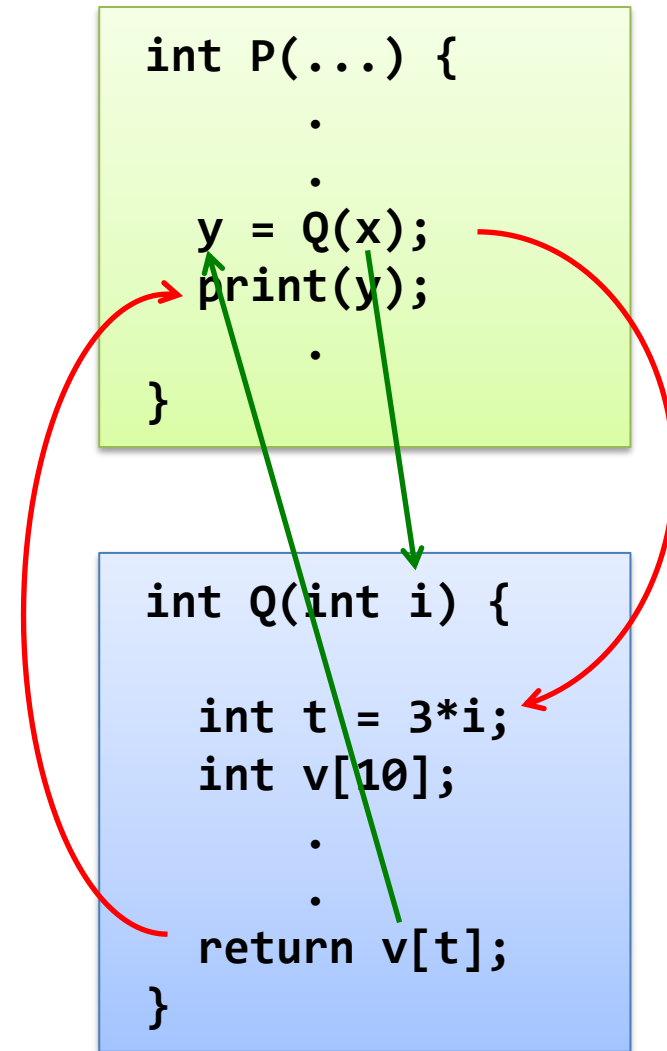 int P(...) {
.
.
y = Q(x);
print(y);
.
}
int Q(int i) {
int t = 3*i;
int v[10];
.
.
return v[t];
}